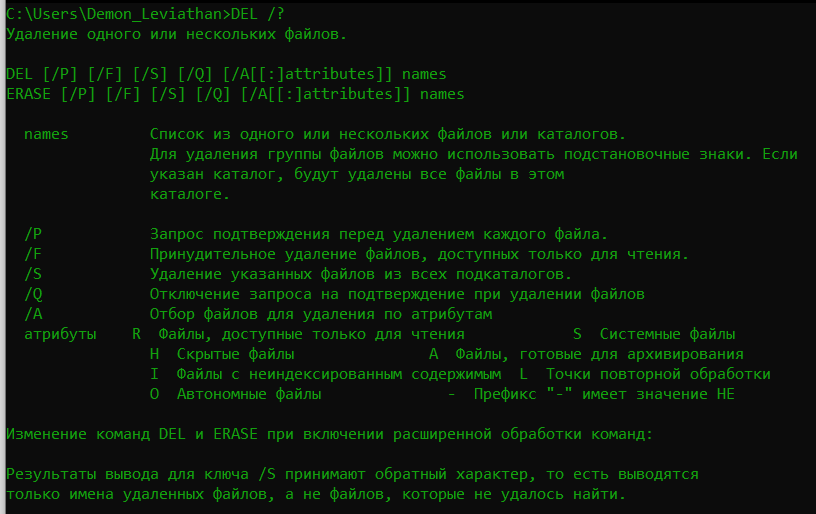 C:\Users\Demon_Leviathan>DEL /?
Удаление одного или нескольких файлов.
DEL [/P] [/F] [/S] [/Q] [/A[[:]attributes]] names
ERASE [/P] [/F] [/S] [/Q] [/A[[:]attributes]] names
names Список из одного или нескольких файлов или каталогов.
Для удаления группы файлов можно использовать подстановочные знаки. Если
указан каталог, будут удалены все файлы в этом
каталоге.
/P Запрос подтверждения перед удалением каждого файла.
/F Принудительное удаление файлов, доступных только для чтения.
/S Удаление указанных файлов из всех подкаталогов.
/Q Отключение запроса на подтверждение при удалении файлов
/A Отбор файлов для удаления по атрибутам
атрибуты R Файлы, доступные только для чтения S Системные файлы
H Скрытые файлы A Файлы, готовые для архивирования
I Файлы с неиндексированным содержимым L Точки повторной обработки
O Автономные файлы - Префикс "-" имеет значение НЕ
Изменение команд DEL и ERASE при включении расширенной обработки команд:
Результаты вывода для ключа /S принимают обратный характер, то есть выводятся
только имена удаленных файлов, а не файлов, которые не удалось найти.